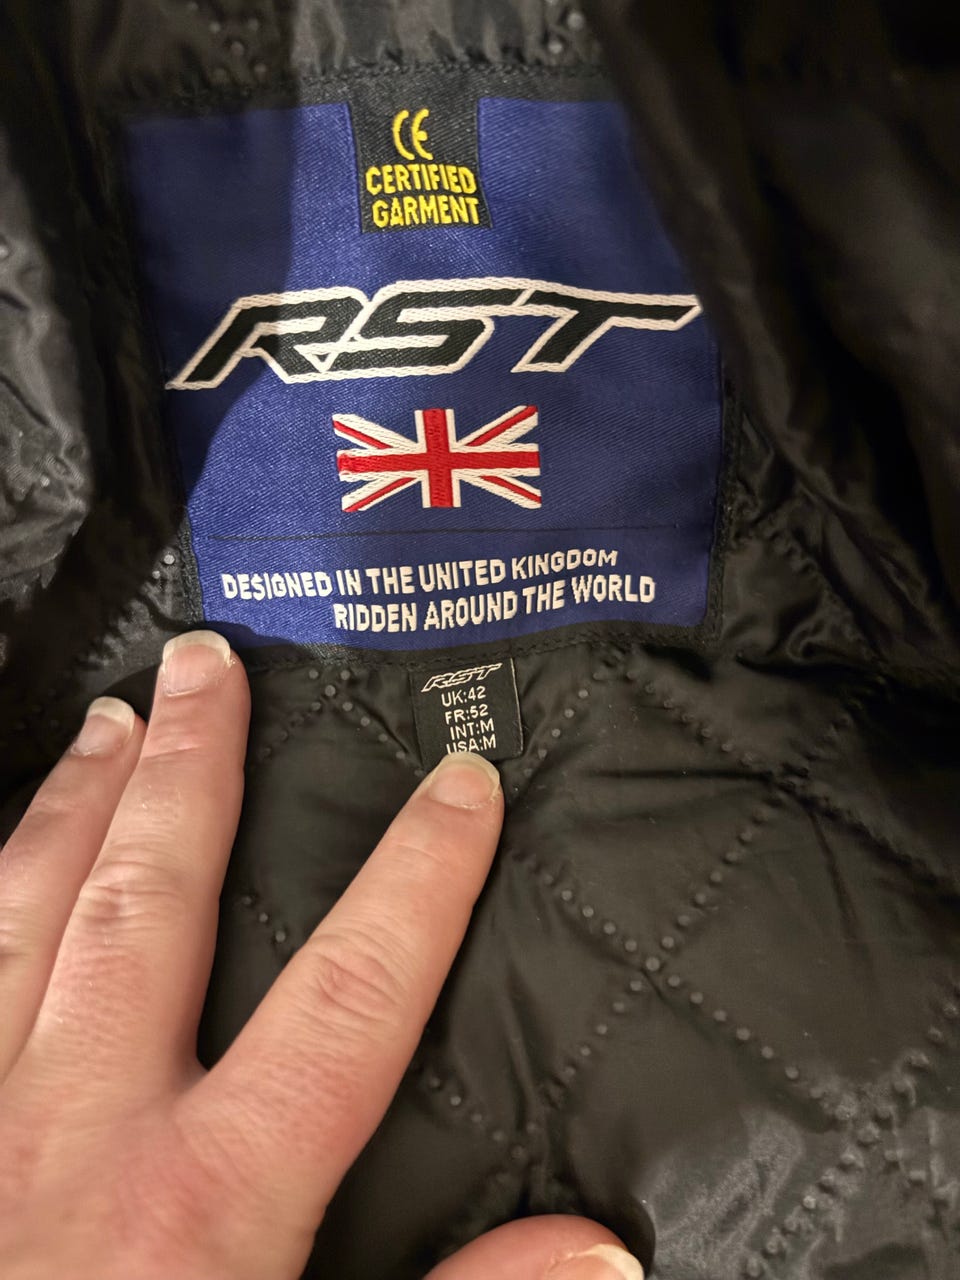 CE
CERTIFIED
GARMENT
RST
DESIGNED IN THE UNITED KINGDOM
RIDDEN AROUND THE WORLD
RST
UK:42
FR:52
INT:M
USA:M